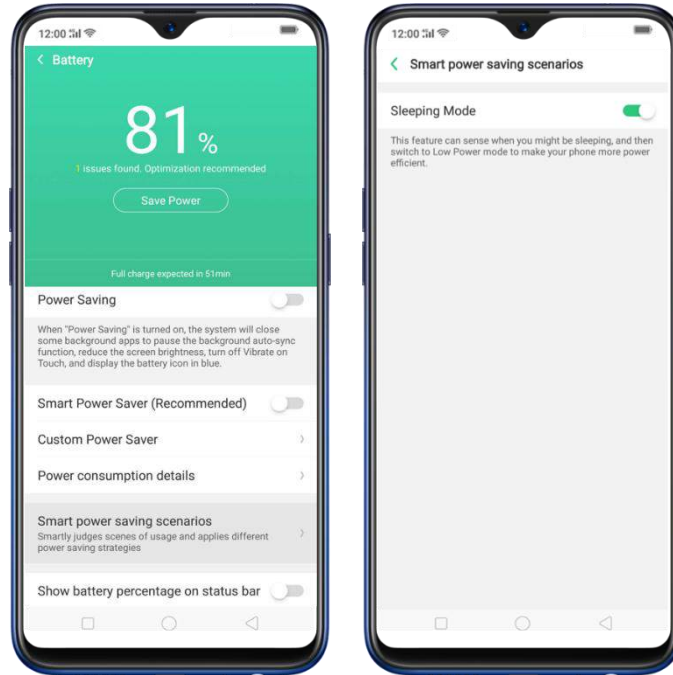 12:00
Battery
81%
1 issues found. Optimization recommended
Save Power
Full charge expected in 51min
Power Saving
When "Power Saving" is turned on, the system will close
some background apps to pause the background auto-sync
function, reduce the screen brightness, turn off Vibrate on
Touch, and display the battery icon in blue.
Smart Power Saver (Recommended)
Custom Power Saver
Power consumption details
Smart power saving scenarios
Smartly judges scenes of usage and applies different
power saving strategies
Show battery percentage on status bar
12:00
Smart power saving scenarios
Sleeping Mode
This feature can sense when you might be sleeping, and then
switch to Low Power mode to make your phone more power
efficient.